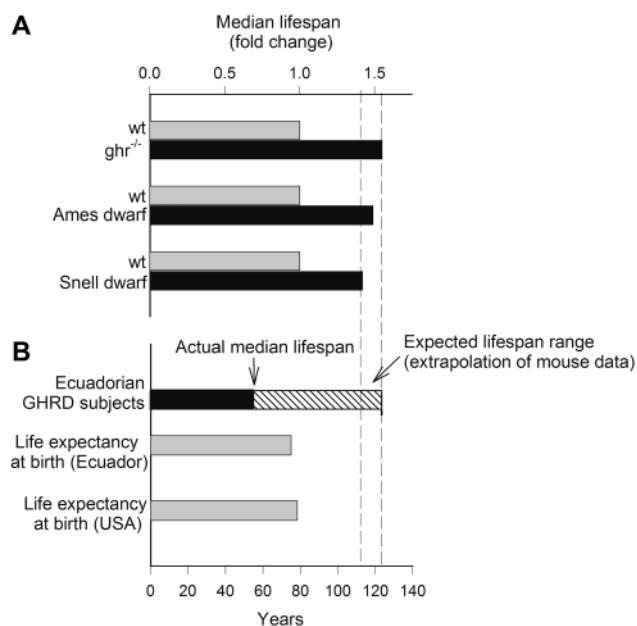 A
Median lifespan
(fold change)
0.0 0.5 1.0 1.5
wt
ghr-/-
wt
Ames dwarf
wt
Snell dwarf
B
Actual median lifespan
Expected lifespan range
(extrapolation of mouse data)
Ecuadorian
GHRD subjects
Life expectancy
at birth (Ecuador)
Life expectancy
at birth (USA)
0 20 40 60 80 100 120 140
Years